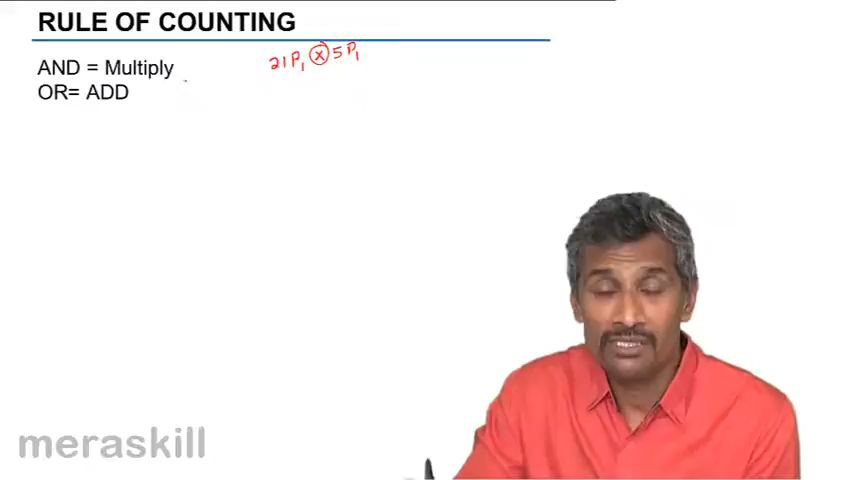 RULE OF COUNTING
21P₁ ⓧ 5P₁
AND = Multiply
OR= ADD
meraskill